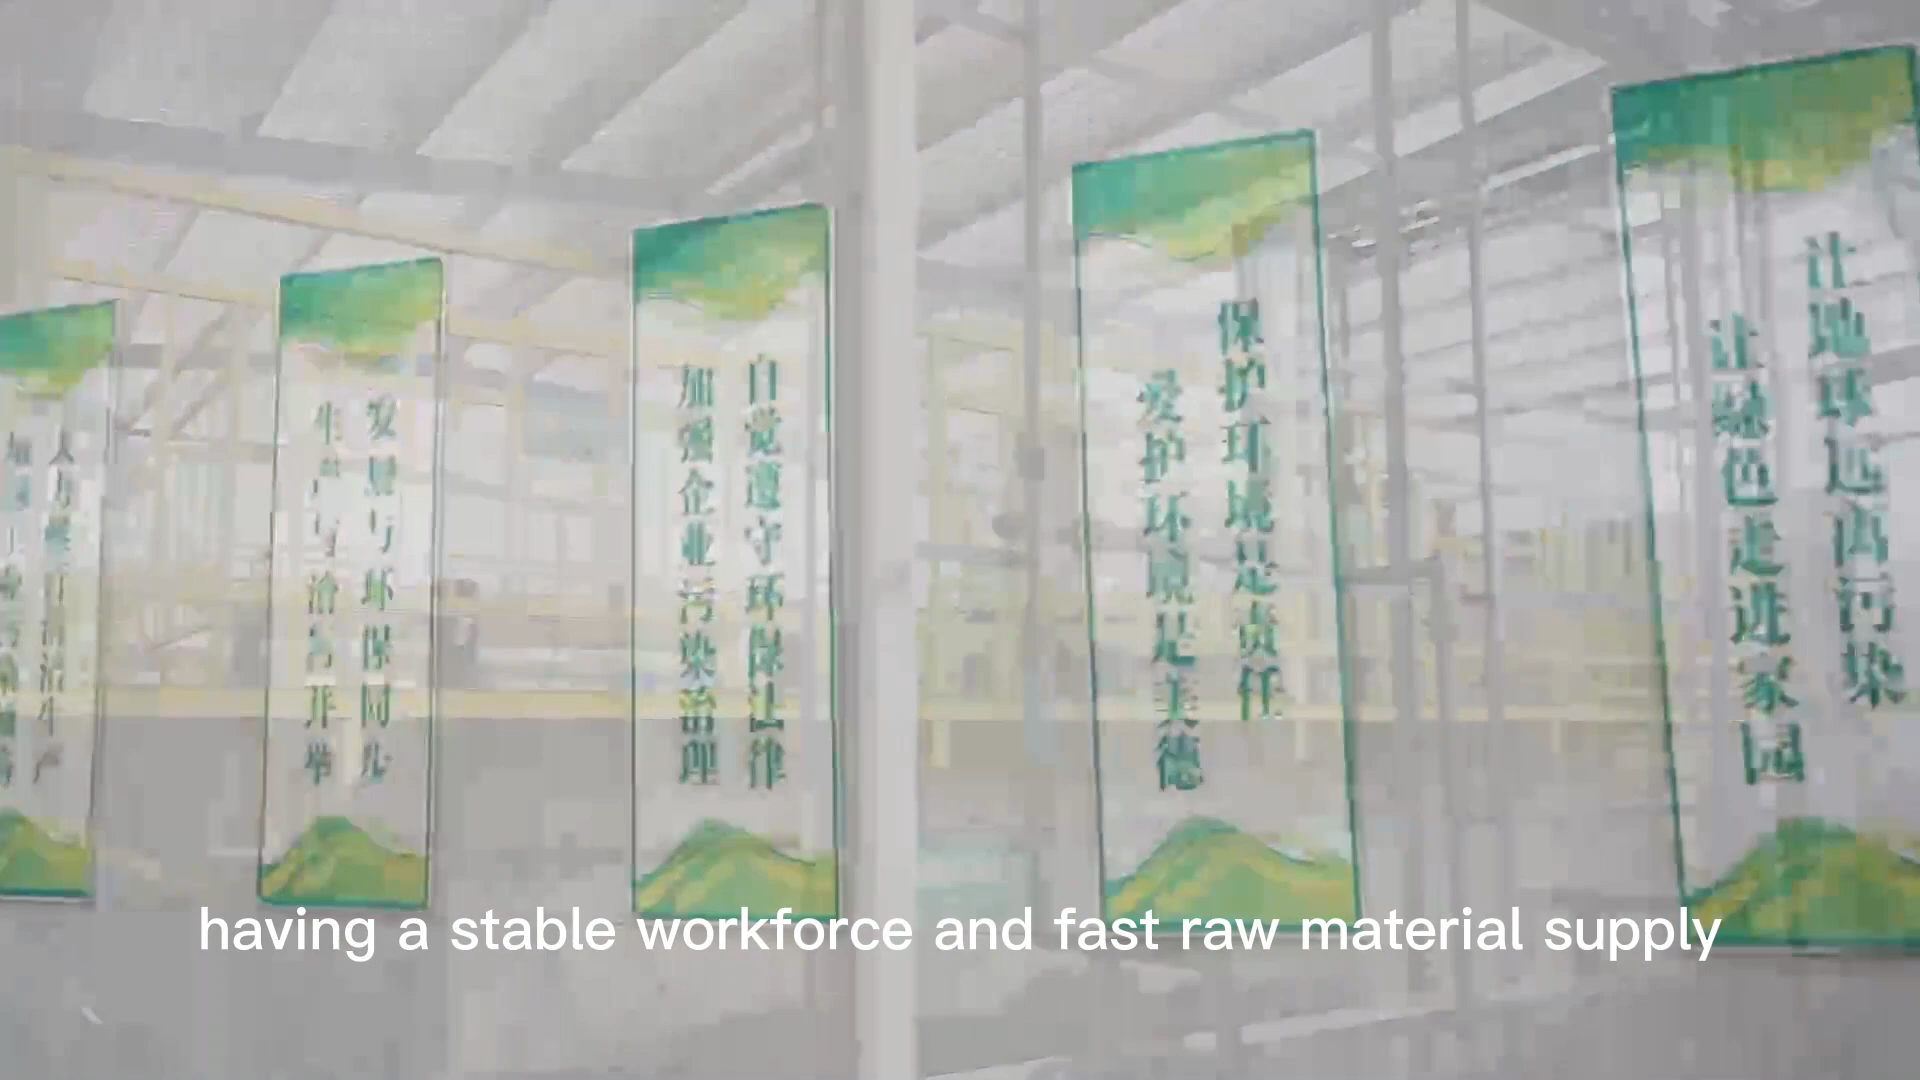 发展与环保同步
生产与治污并举
自觉遵守环保法律
加强企业污染治理
保护环境是责任
爱护环境是美德
让地球远离污染
让绿色走进家园
having a stable workforce and fast raw material supply